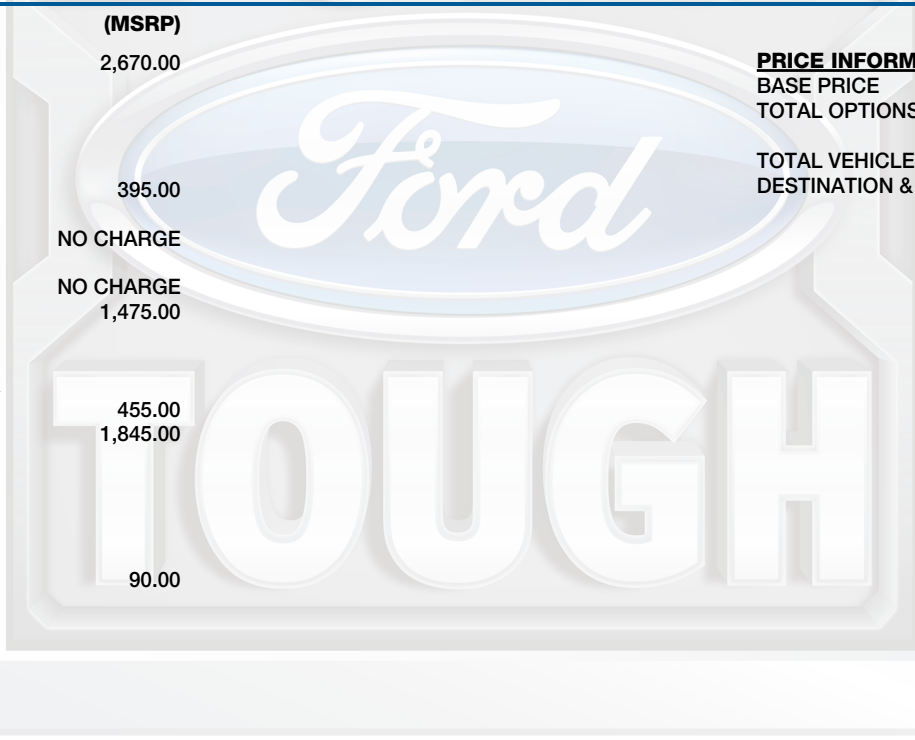 (MSRP)
2,670.00
395.00
NO CHARGE
NO CHARGE
1,475.00
455.00
1,845.00
90.00
PRICE INFORM
BASE PRICE
TOTAL OPTIONS
TOTAL VEHICLE
DESTINATION &
Ford
TOUGH